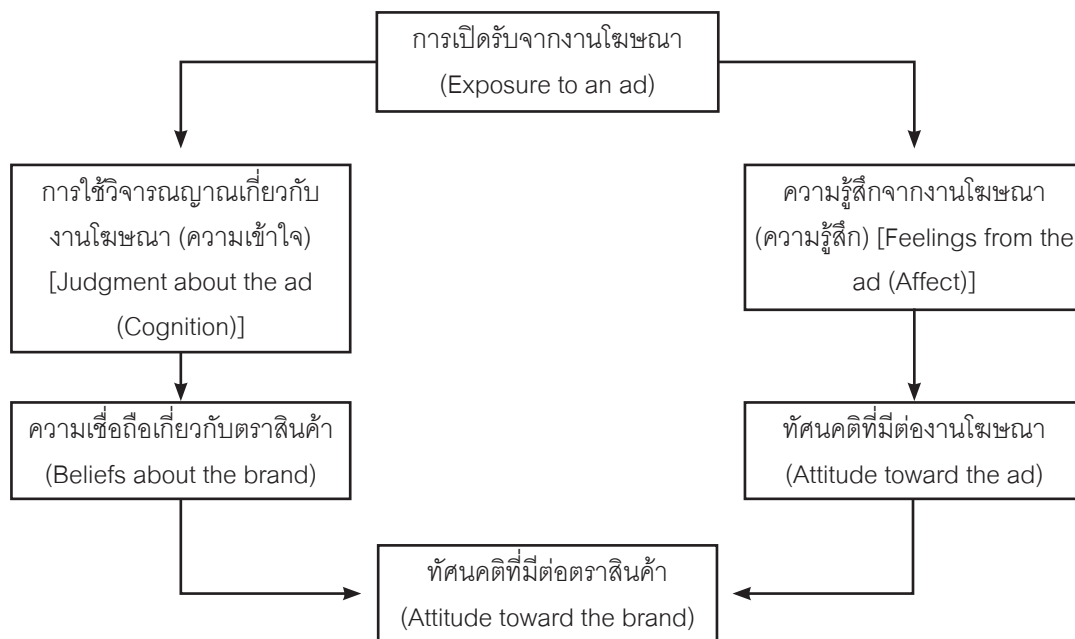 การเปิดรับจากงานโฆษณา
(Exposure to an ad)
การใช้วิจารณญาณเกี่ยวกับ
งานโฆษณา (ความเข้าใจ)
[Judgment about the ad
(Cognition)]
ความรู้สึกจากงานโฆษณา
(ความรู้สึก) [Feelings from the
ad (Affect)]
ความเชื่อถือเกี่ยวกับตราสินค้า
(Beliefs about the brand)
ทัศนคติที่มีต่องานโฆษณา
(Attitude toward the ad)
ทัศนคติที่มีต่อตราสินค้า
(Attitude toward the brand)